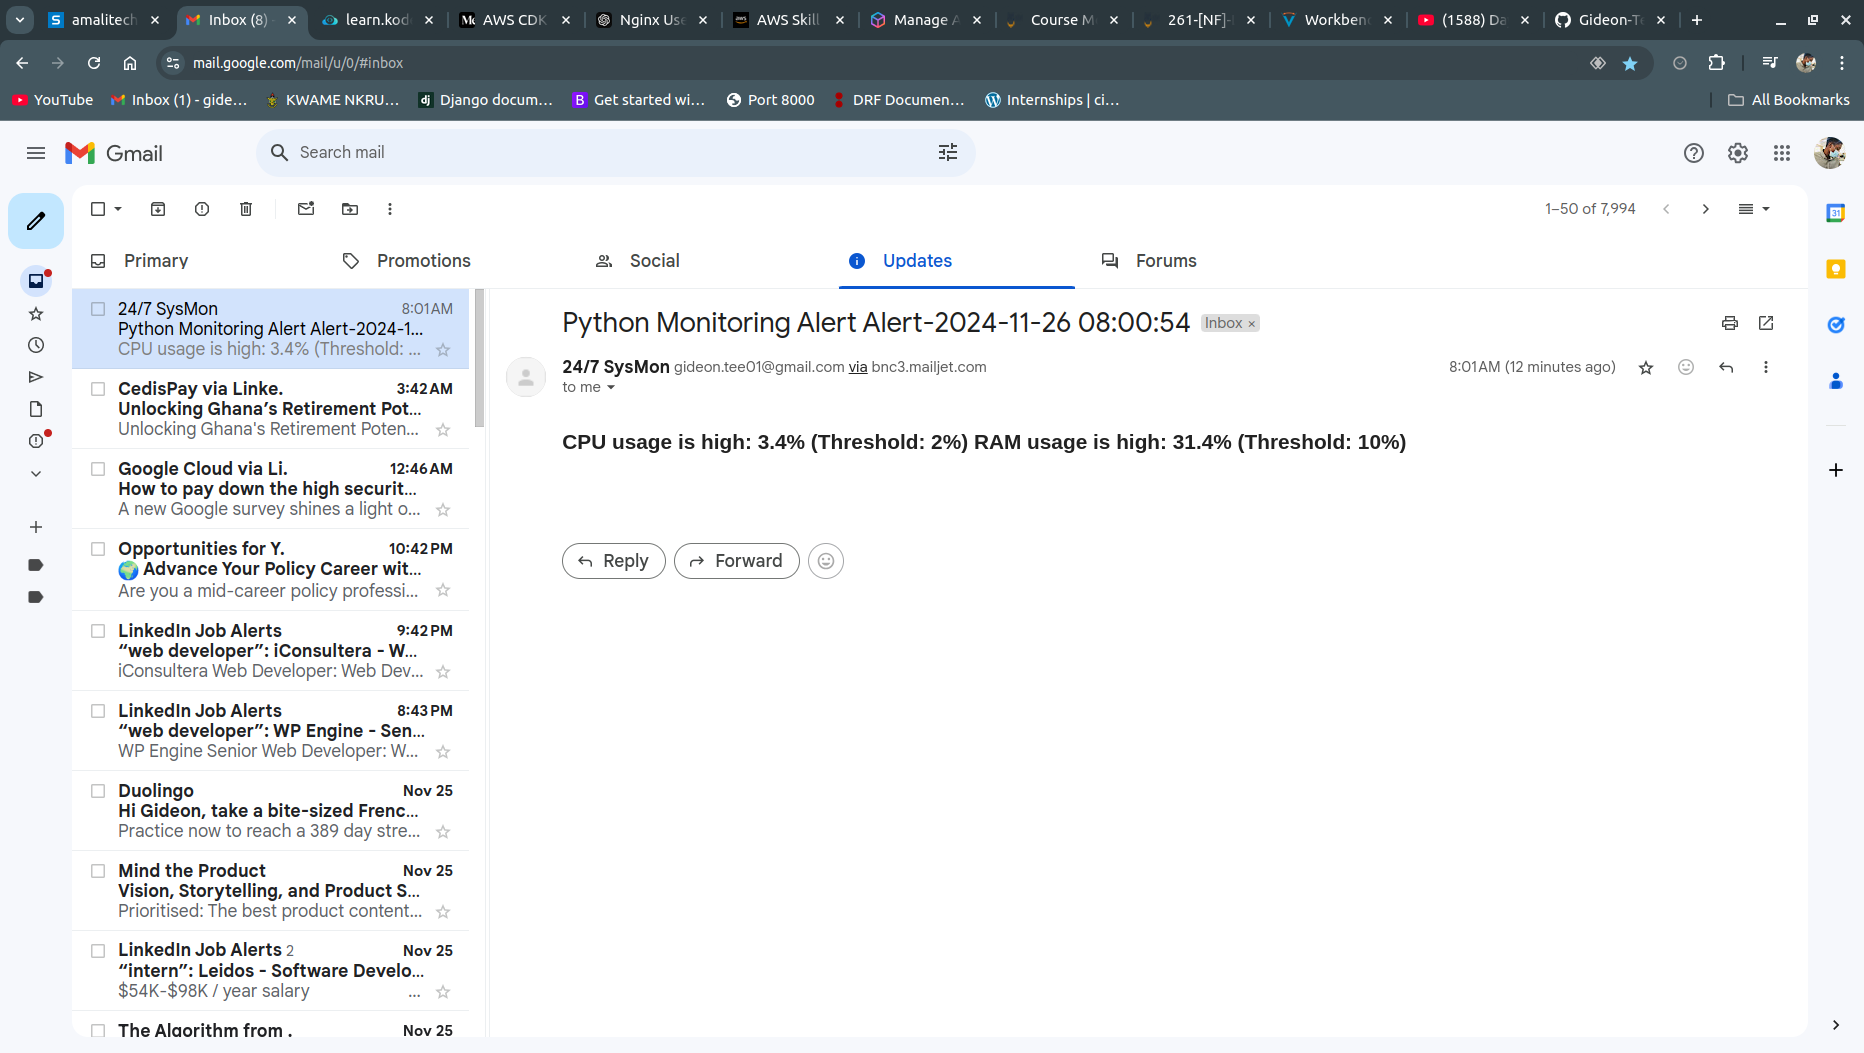 amalitech
Inbox (8) -
learn.kod
AWS CDK
Nginx Use
AWS Skill
Manage A
Course M
261-[NF]-
Workben
(1588) Da
Gideon-Te
mail.google.com/mail/u/0/#inbox
YouTube
Inbox (1) - gide...
KWAME NKRU...
Django docum...
Get started wi...
Port 8000
DRF Documen...
Internships | ci...
All Bookmarks
Gmail
Search mail
1–50 of 7,994
Primary
Promotions
Social
Updates
Forums
24/7 SysMon 8:01 AM
Python Monitoring Alert Alert-2024-1...
CPU usage is high: 3.4% (Threshold: ...
CedisPay via Linke. 3:42 AM
Unlocking Ghana’s Retirement Pot...
Unlocking Ghana's Retirement Poten...
Google Cloud via Li. 12:46 AM
How to pay down the high securit...
A new Google survey shines a light o...
Opportunities for Y. 10:42 PM
🌍 Advance Your Policy Career wit...
Are you a mid-career policy professi...
LinkedIn Job Alerts 9:42 PM
“web developer”: iConsultera - W...
iConsultera Web Developer: Web Dev...
LinkedIn Job Alerts 8:43 PM
“web developer”: WP Engine - Sen...
WP Engine Senior Web Developer: W...
Duolingo Nov 25
Hi Gideon, take a bite-sized Frenc...
Practice now to reach a 389 day stre...
Mind the Product Nov 25
Vision, Storytelling, and Product S...
Prioritised: The best product content...
LinkedIn Job Alerts 2 Nov 25
“intern”: Leidos - Software Develo...
$54K-$98K / year salary ...
The Algorithm from . Nov 25
Python Monitoring Alert Alert-2024-11-26 08:00:54 Inbox ×
24/7 SysMon gideon.tee01@gmail.com via bnc3.mailjet.com 8:01 AM (12 minutes ago)
to me
CPU usage is high: 3.4% (Threshold: 2%) RAM usage is high: 31.4% (Threshold: 10%)
Reply
Forward